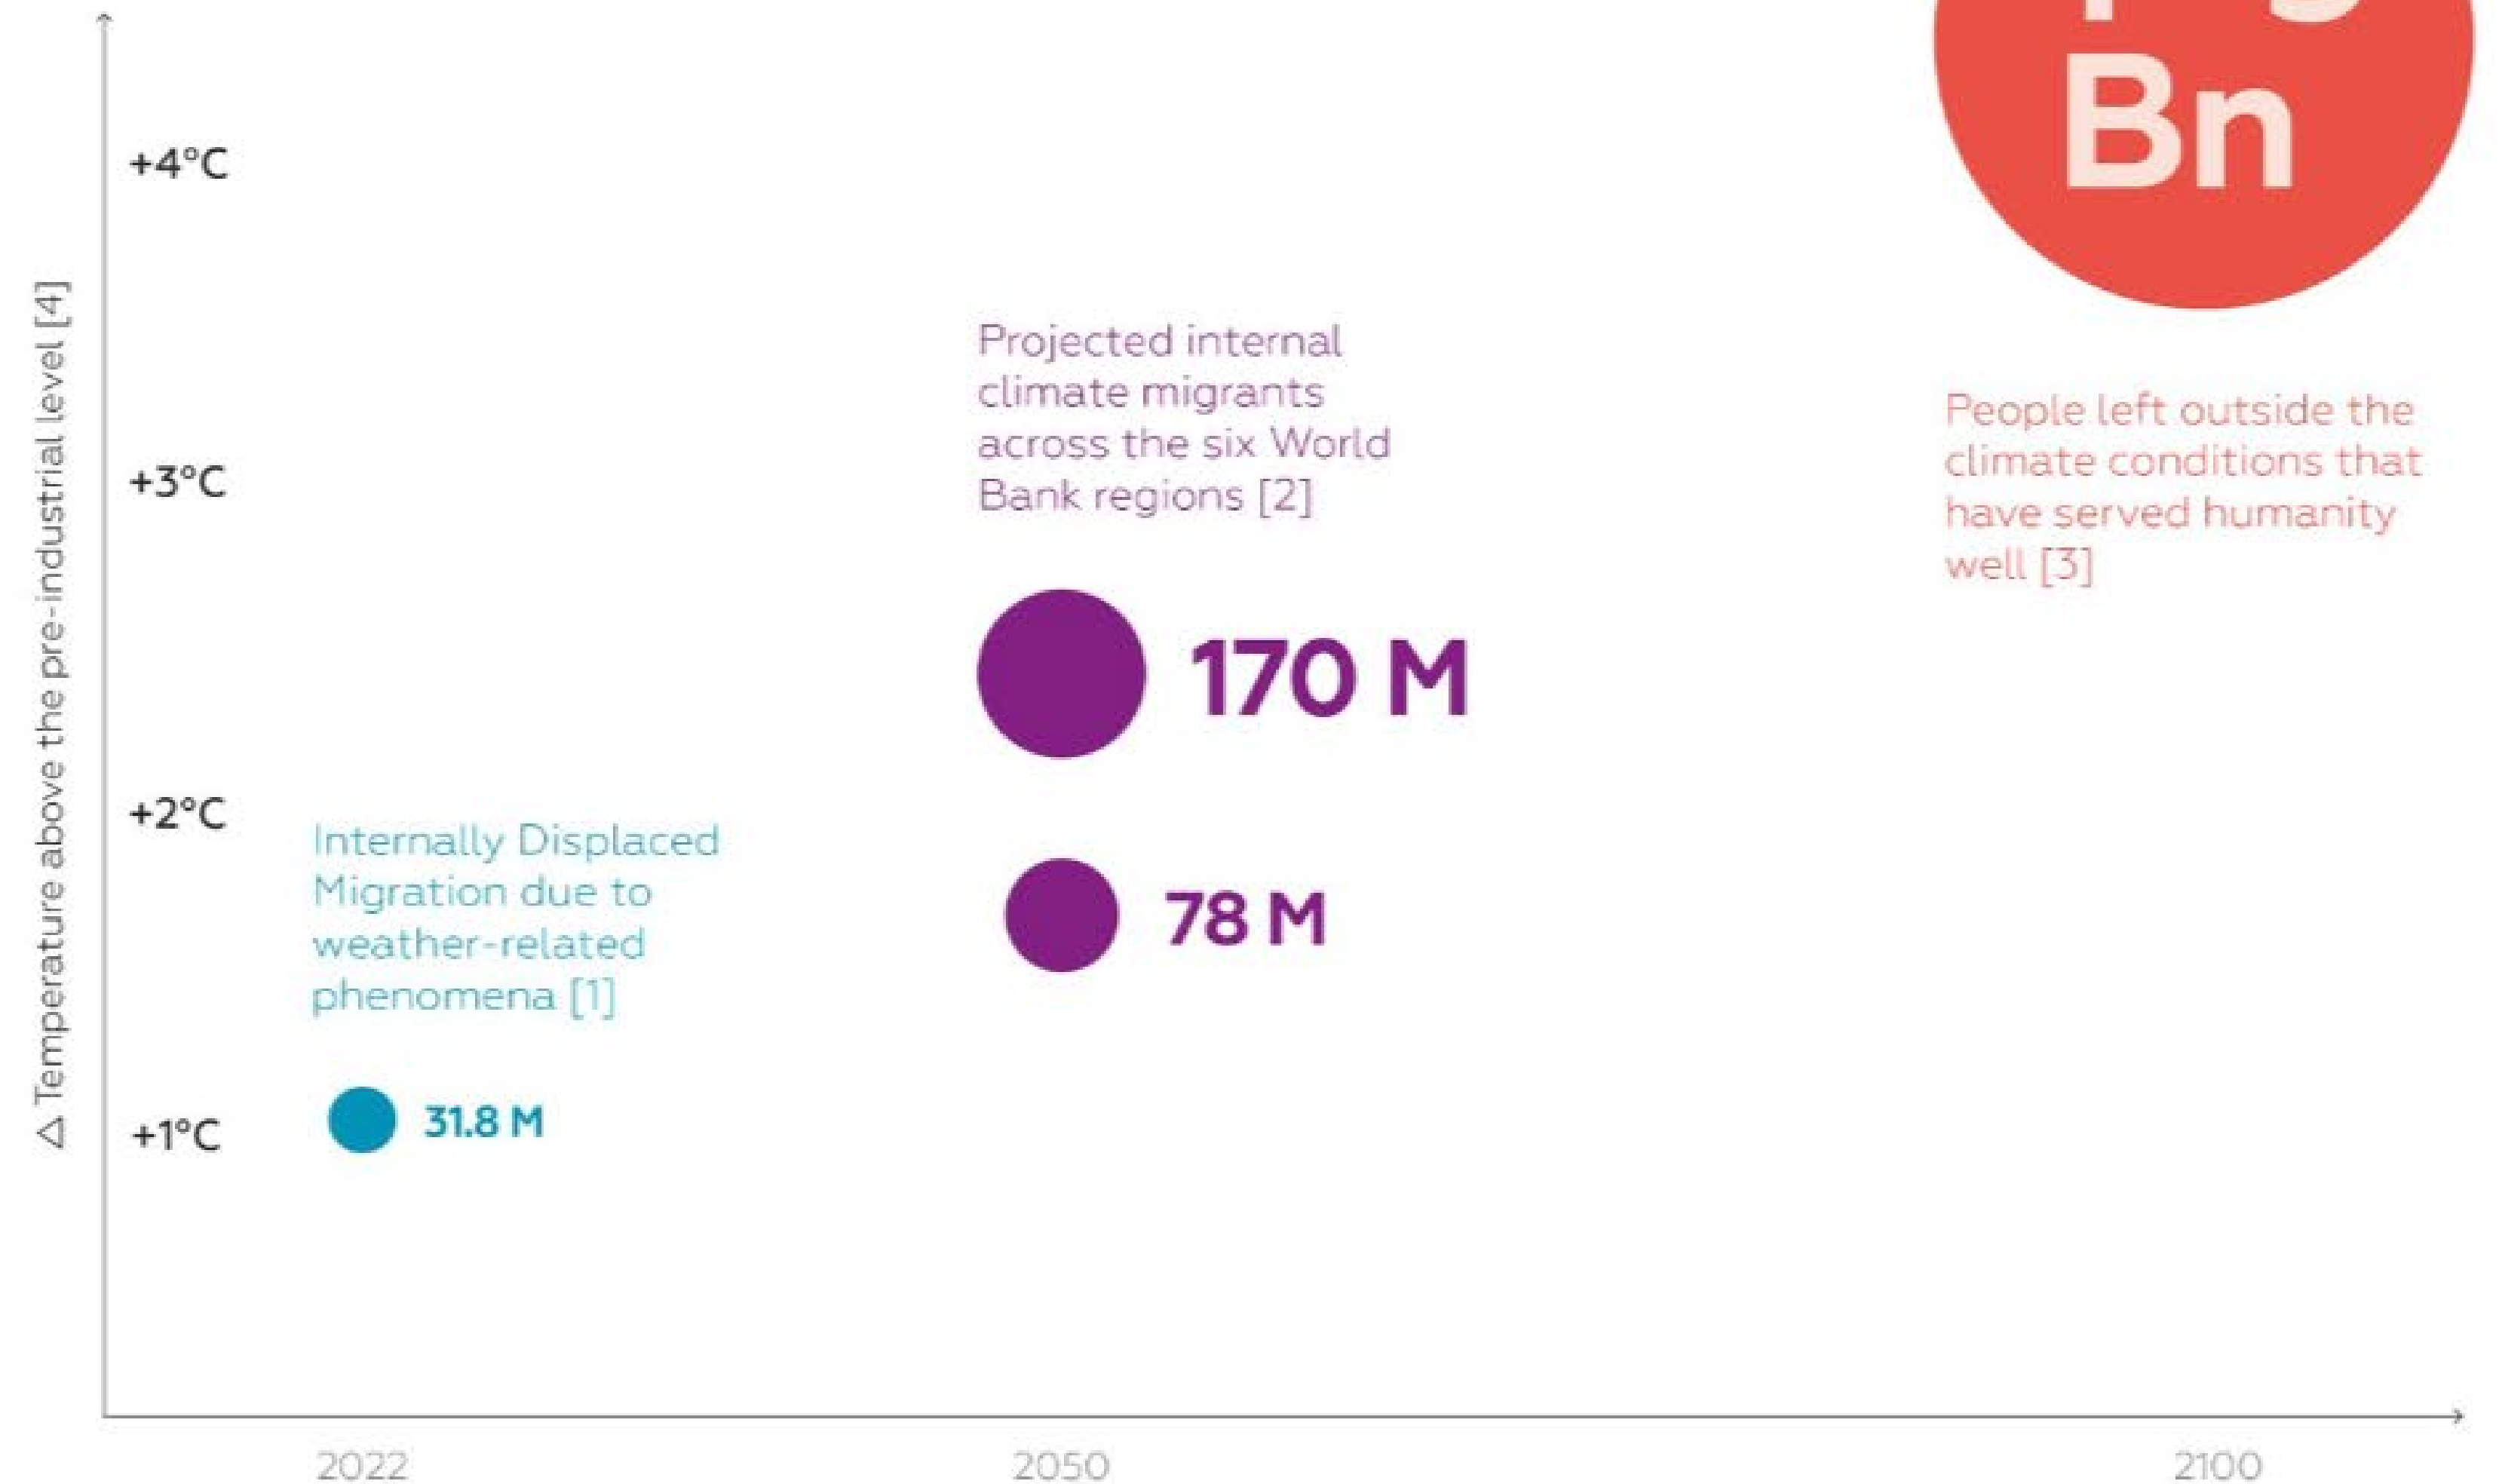 Bn
+4°C
+3°C
+2°C
+1°C
△ Temperature above the pre-industrial level [4]
Projected internal
climate migrants
across the six World
Bank regions [2]
170 M
78 M
People left outside the
climate conditions that
have served humanity
well [3]
Internally Displaced
Migration due to
weather-related
phenomena [1]
31.8 M
2022
2050
2100